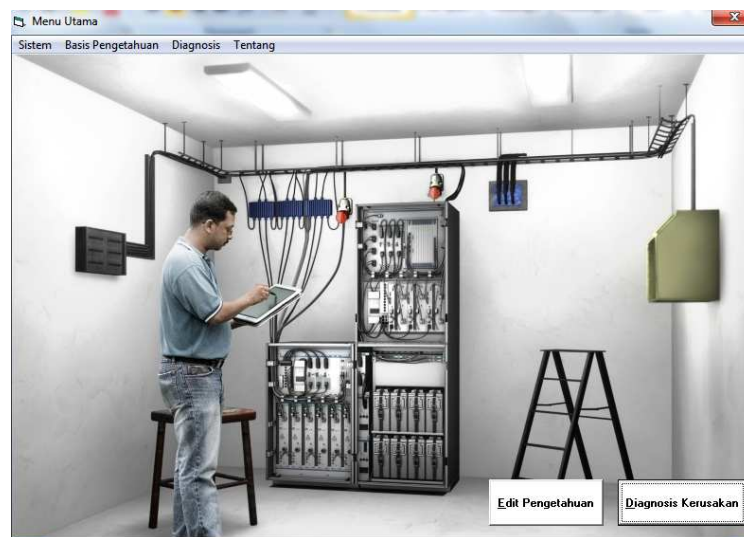 Menu Utama
Sistem Basis Pengetahuan Diagnosis Tentang
Edit Pengetahuan Diagnosis Kerusakan